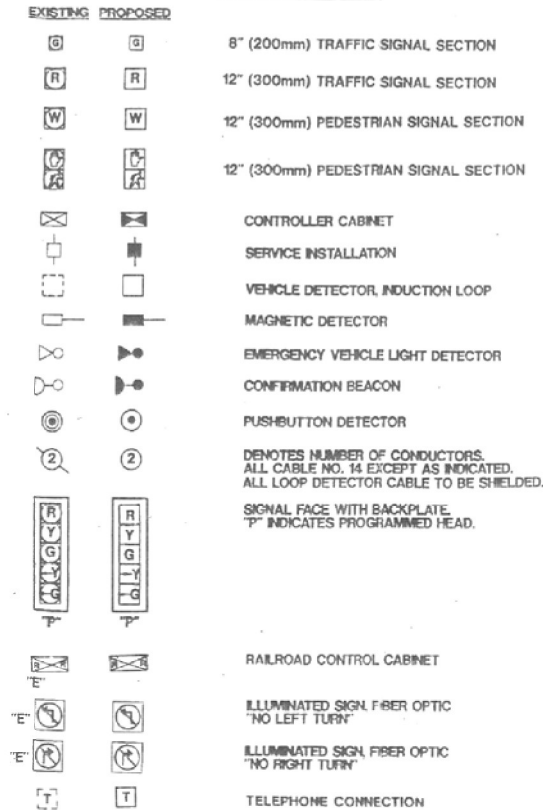 EXISTING PROPOSED
G G 8" (200mm) TRAFFIC SIGNAL SECTION
R R 12" (300mm) TRAFFIC SIGNAL SECTION
W W 12" (300mm) PEDESTRIAN SIGNAL SECTION
12" (300mm) PEDESTRIAN SIGNAL SECTION
CONTROLLER CABINET
SERVICE INSTALLATION
VEHICLE DETECTOR, INDUCTION LOOP
MAGNETIC DETECTOR
EMERGENCY VEHICLE LIGHT DETECTOR
CONFIRMATION BEACON
PUSHBUTTON DETECTOR
2 2 DENOTES NUMBER OF CONDUCTORS.
ALL CABLE NO. 14 EXCEPT AS INDICATED.
ALL LOOP DETECTOR CABLE TO BE SHIELDED.
R R SIGNAL FACE WITH BACKPLATE.
"P" INDICATES PROGRAMMED HEAD.
Y Y
G G
Y Y
G G
"P" "P"
R R R R RAILROAD CONTROL CABINET
"E"
"E" ILLUMINATED SIGN, FIBER OPTIC
"NO LEFT TURN"
"E" ILLUMINATED SIGN, FIBER OPTIC
"NO RIGHT TURN"
T T TELEPHONE CONNECTION